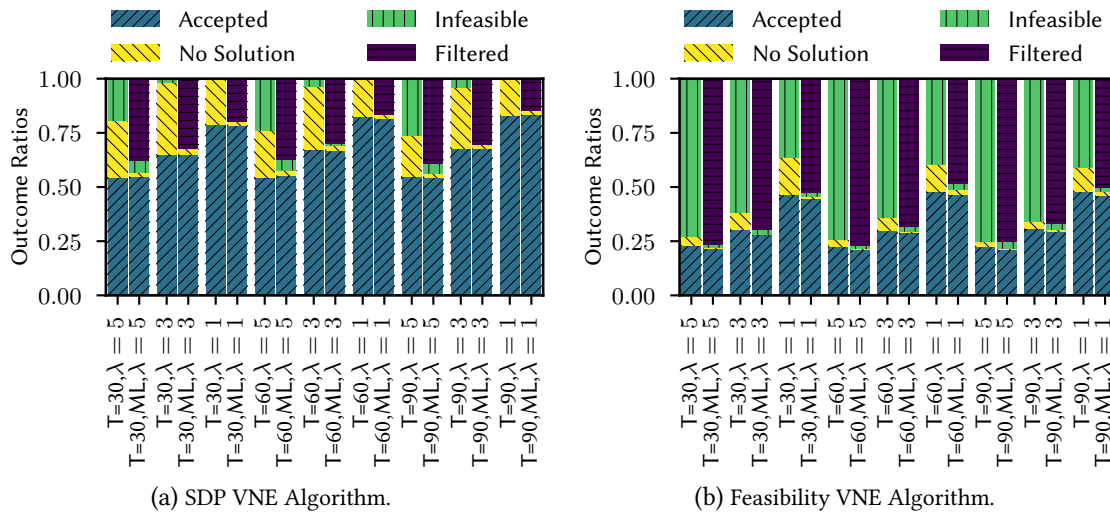 Accepted
Infeasible
No Solution
Filtered
Outcome Ratios
1.00
0.75
0.50
0.25
0.00
T=30,λ = 5
T=30,ML,λ = 5
T=30,λ = 3
T=30,ML,λ = 3
T=30,λ = 1
T=30,ML,λ = 1
T=60,λ = 5
T=60,ML,λ = 5
T=60,λ = 3
T=60,ML,λ = 3
T=60,λ = 1
T=60,ML,λ = 1
T=90,λ = 5
T=90,ML,λ = 5
T=90,λ = 3
T=90,ML,λ = 3
T=90,λ = 1
T=90,ML,λ = 1
(a) SDP VNE Algorithm.
Accepted
Infeasible
No Solution
Filtered
Outcome Ratios
1.00
0.75
0.50
0.25
0.00
T=30,λ = 5
T=30,ML,λ = 5
T=30,λ = 3
T=30,ML,λ = 3
T=30,λ = 1
T=30,ML,λ = 1
T=60,λ = 5
T=60,ML,λ = 5
T=60,λ = 3
T=60,ML,λ = 3
T=60,λ = 1
T=60,ML,λ = 1
T=90,λ = 5
T=90,ML,λ = 5
T=90,λ = 3
T=90,ML,λ = 3
T=90,λ = 1
T=90,ML,λ = 1
(b) Feasibility VNE Algorithm.